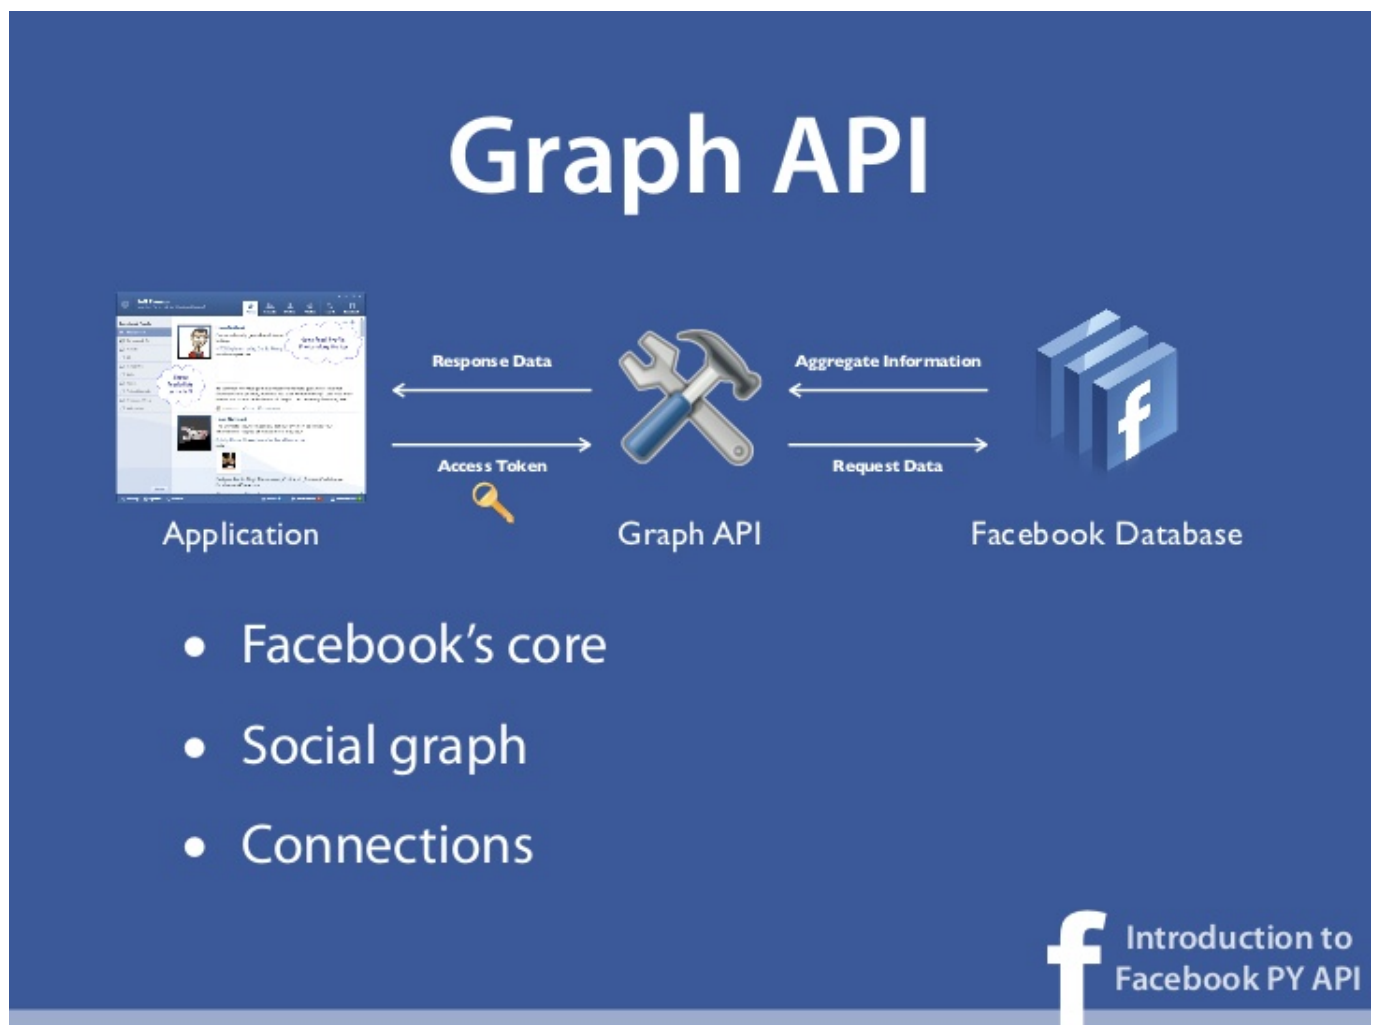 Graph API
Response Data
Aggregate Information
Access Token
Request Data
Application
Graph API
Facebook Database
• Facebook's core
• Social graph
• Connections
Introduction to
Facebook PY API